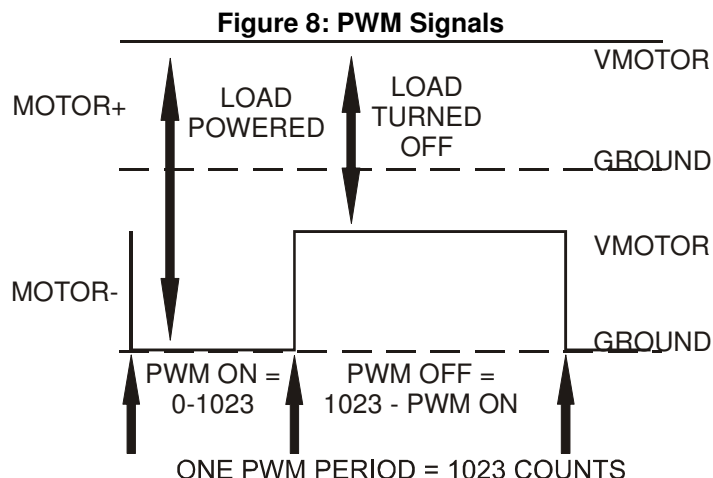 Figure 8: PWM Signals
VMOTOR
MOTOR+
LOAD
POWERED
LOAD
TURNED
OFF
GROUND
VMOTOR
MOTOR-
GROUND
PWM ON =
0-1023
PWM OFF =
1023 - PWM ON
ONE PWM PERIOD = 1023 COUNTS